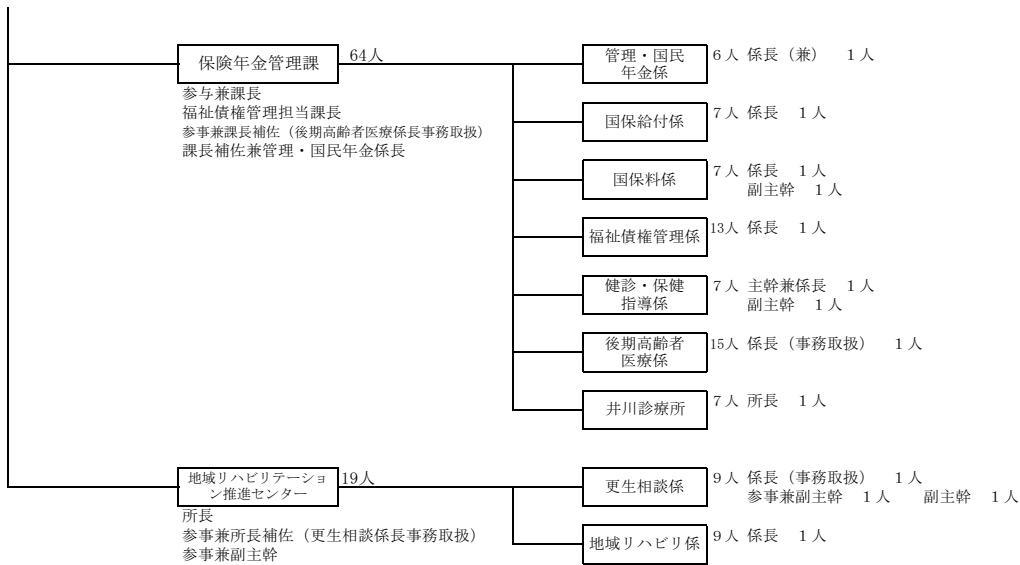 保険年金管理課 64人
参与兼課長
福祉債権管理担当課長
参事兼課長補佐（後期高齢者医療係長事務取扱）
課長補佐兼管理・国民年金係長
管理・国民
年金係
6人 係長（兼） 1人
国保給付係 7人 係長 1人
国保料係 7人 係長 1人
副主幹 1人
福祉債権管理係 13人 係長 1人
健診・保健
指導係
7人 主幹兼係長 1人
副主幹 1人
後期高齢者
医療係
15人 係長（事務取扱） 1人
井川診療所 7人 所長 1人
地域リハビリテーショ
ン推進センター
19人
所長
参事兼所長補佐（更生相談係長事務取扱）
参事兼副主幹
更生相談係 9人 係長（事務取扱） 1人
参事兼副主幹 1人 副主幹 1人
地域リハビリ係 9人 係長 1人